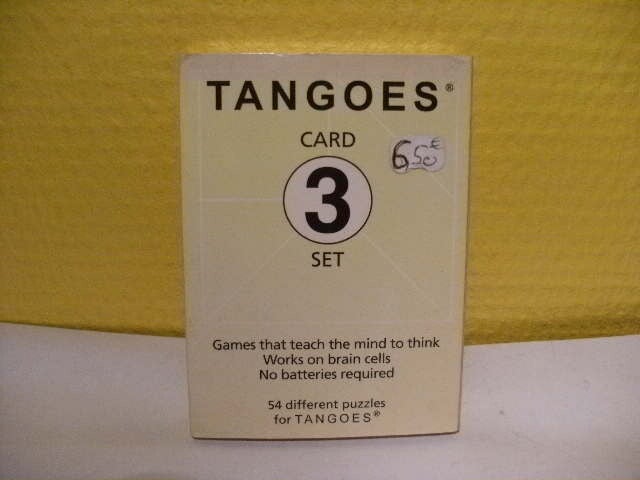 TANGOES®
CARD
6,50€
3
SET
Games that teach the mind to think
Works on brain cells
No batteries required
54 different puzzles
for TANGOES®